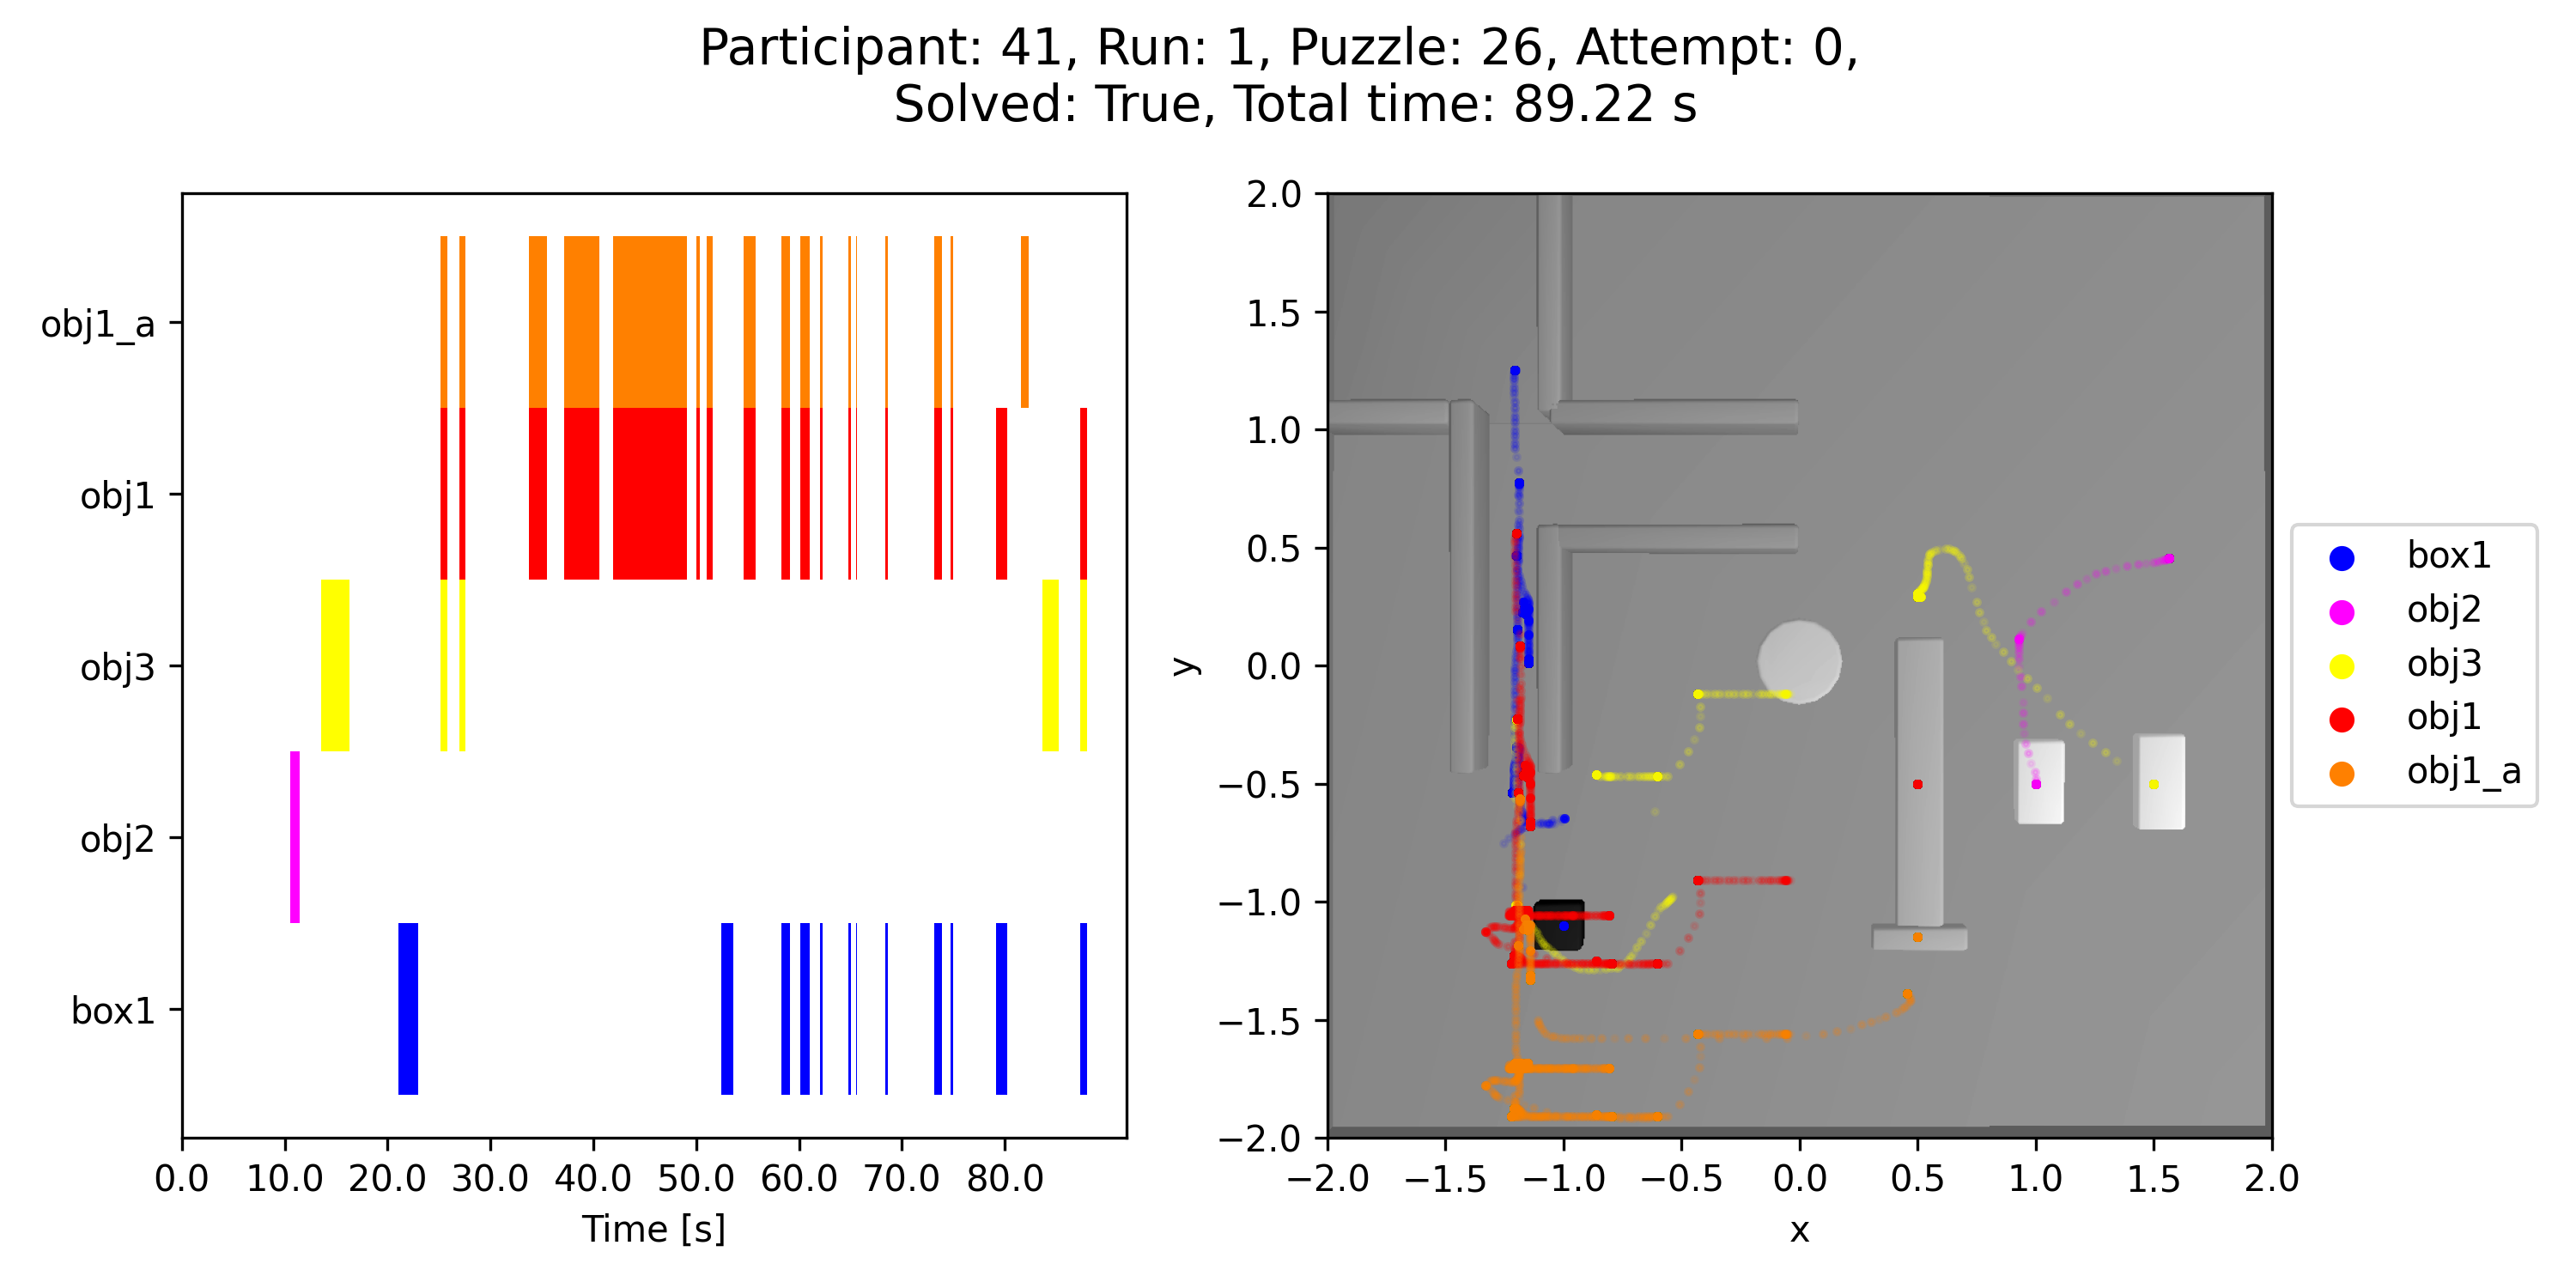 Participant: 41, Run: 1, Puzzle: 26, Attempt: 0,
Solved: True, Total time: 89.22 s
obj1_a
obj1
obj3
obj2
box1
0.0 10.0 20.0 30.0 40.0 50.0 60.0 70.0 80.0
Time [s]
2.0
1.5
1.0
0.5
0.0
−0.5
−1.0
−1.5
−2.0
y
−2.0 −1.5 −1.0 −0.5 0.0 0.5 1.0 1.5 2.0
x
box1
obj2
obj3
obj1
obj1_a